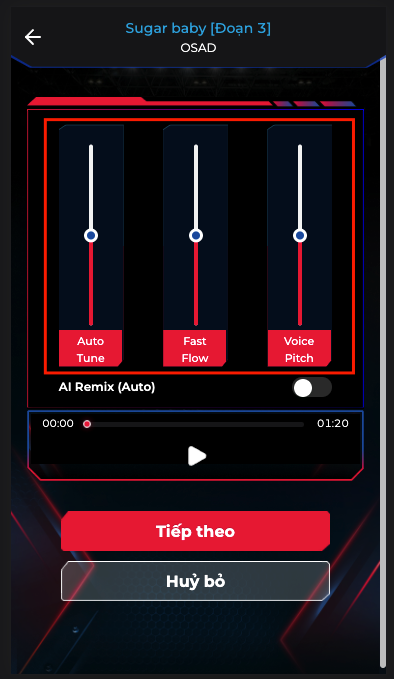 Sugar baby [Đoạn 3]
OSAD
Auto
Tune
Fast
Flow
Voice
Pitch
AI Remix (Auto)
00:00
01:20
Tiếp theo
Huỷ bỏ